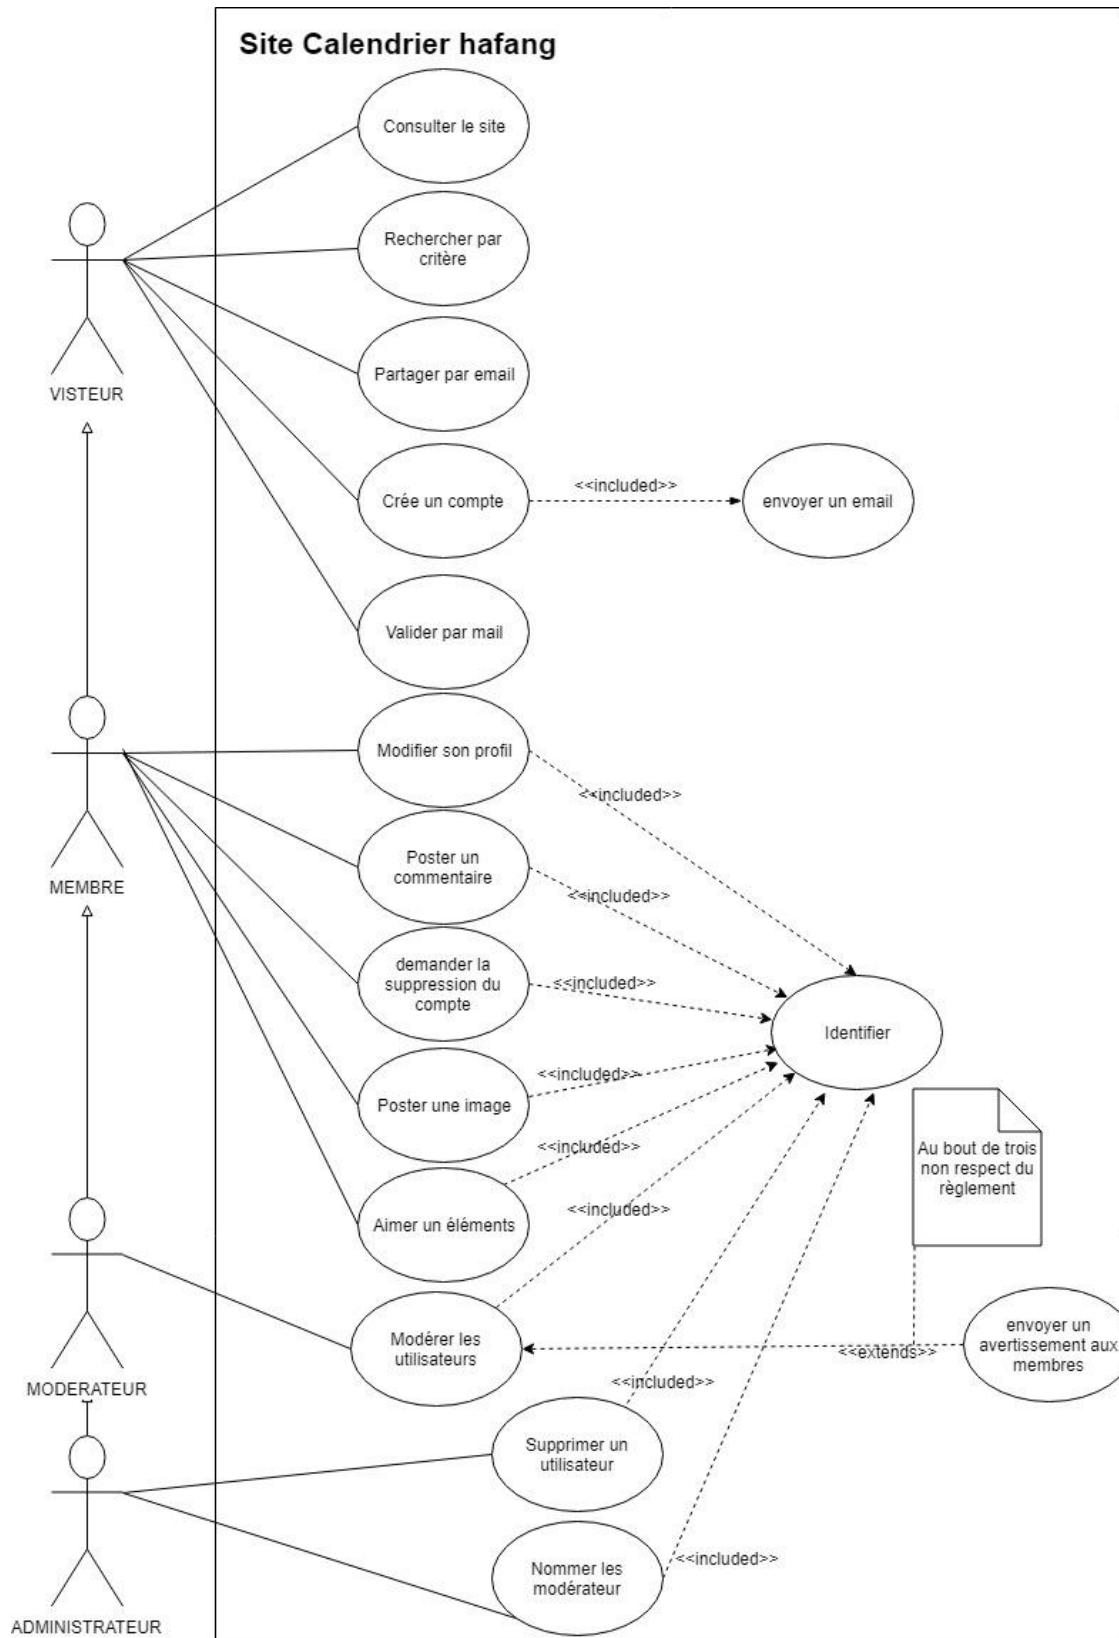 Site Calendrier hafang
Consulter le site
Rechercher par
critère
VISTEUR
Partager par email
Crée un compte
<<included>>
envoyer un email
Valider par mail
MEMBRE
Modifier son profil
<<included>>
Poster un
commentaire
<<included>>
demander la
suppression du
compte
<<included>>
Identifier
Poster une image
<<included>>
Aimer un éléments
<<included>>
Au bout de trois
non respect du
règlement
MODERATEUR
Modérer les
utilisateurs
<<included>>
<<extends>>
envoyer un
avertissement aux
membres
ADMINISTRATEUR
Supprimer un
utilisateur
<<included>>
Nommer les
modérateur
<<included>>